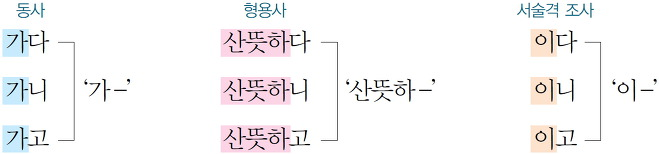 동사 형용사 서술격 조사
가다 산뜻하다 이다
가니 ‘가–’ 산뜻하니 ‘산뜻하–’ 이니 ‘이–’
가고 산뜻하고 이고